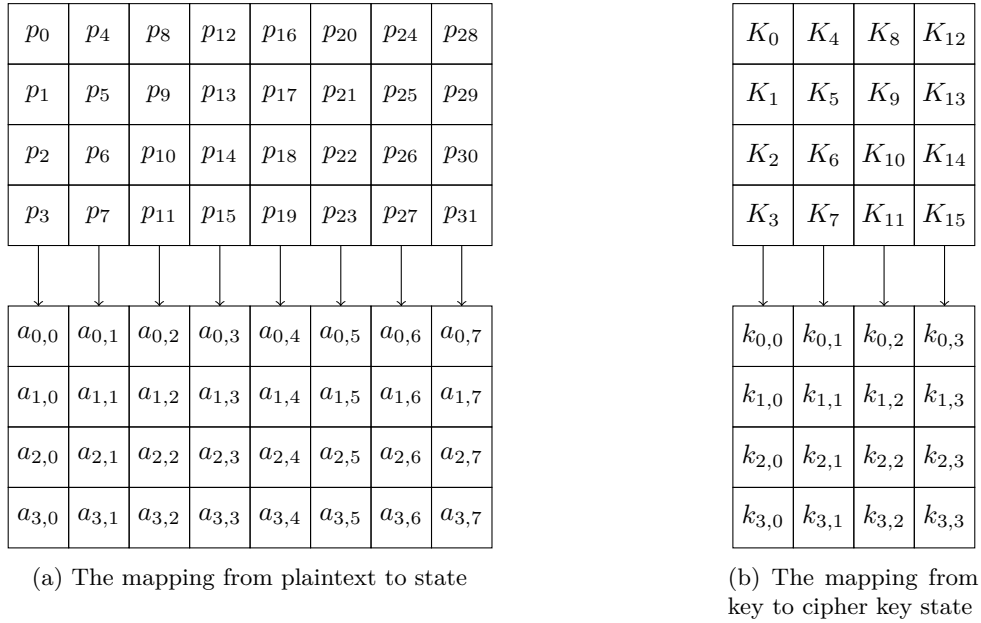 p₀ p₄ p₈ p₁₂ p₁₆ p₂₀ p₂₄ p₂₈
p₁ p₅ p₉ p₁₃ p₁₇ p₂₁ p₂₅ p₂₉
p₂ p₆ p₁₀ p₁₄ p₁₈ p₂₂ p₂₆ p₃₀
p₃ p₇ p₁₁ p₁₅ p₁₉ p₂₃ p₂₇ p₃₁
a₀,₀ a₀,₁ a₀,₂ a₀,₃ a₀,₄ a₀,₅ a₀,₆ a₀,₇
a₁,₀ a₁,₁ a₁,₂ a₁,₃ a₁,₄ a₁,₅ a₁,₆ a₁,₇
a₂,₀ a₂,₁ a₂,₂ a₂,₃ a₂,₄ a₂,₅ a₂,₆ a₂,₇
a₃,₀ a₃,₁ a₃,₂ a₃,₃ a₃,₄ a₃,₅ a₃,₆ a₃,₇
(a) The mapping from plaintext to state
K₀ K₄ K₈ K₁₂
K₁ K₅ K₉ K₁₃
K₂ K₆ K₁₀ K₁₄
K₃ K₇ K₁₁ K₁₅
k₀,₀ k₀,₁ k₀,₂ k₀,₃
k₁,₀ k₁,₁ k₁,₂ k₁,₃
k₂,₀ k₂,₁ k₂,₂ k₂,₃
k₃,₀ k₃,₁ k₃,₂ k₃,₃
(b) The mapping from
key to cipher key state